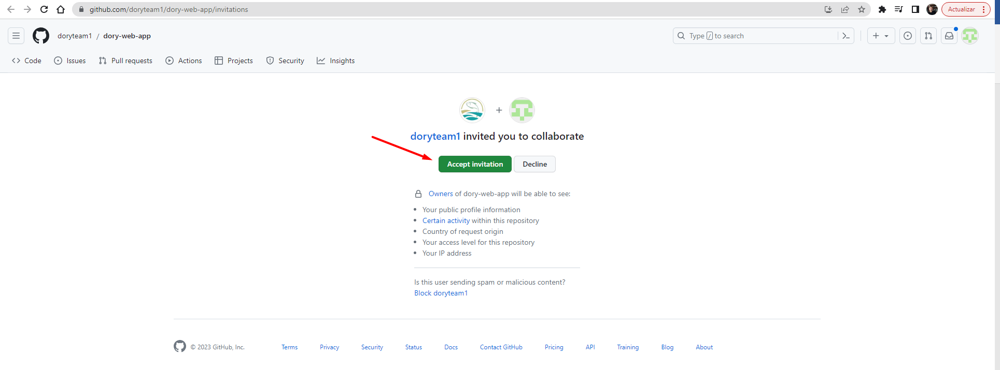 github.com/doryteam1/dory-web-app/invitations
Actualizar
doryteam1 / dory-web-app
Type / to search
Code Issues Pull requests Actions Projects Security Insights
+
doryteam1 invited you to collaborate
Accept invitation Decline
Owners of dory-web-app will be able to see:
• Your public profile information
• Certain activity within this repository
• Country of request origin
• Your access level for this repository
• Your IP address
Is this user sending spam or malicious content?
Block doryteam1
© 2023 GitHub, Inc. Terms Privacy Security Status Docs Contact GitHub Pricing API Training Blog About